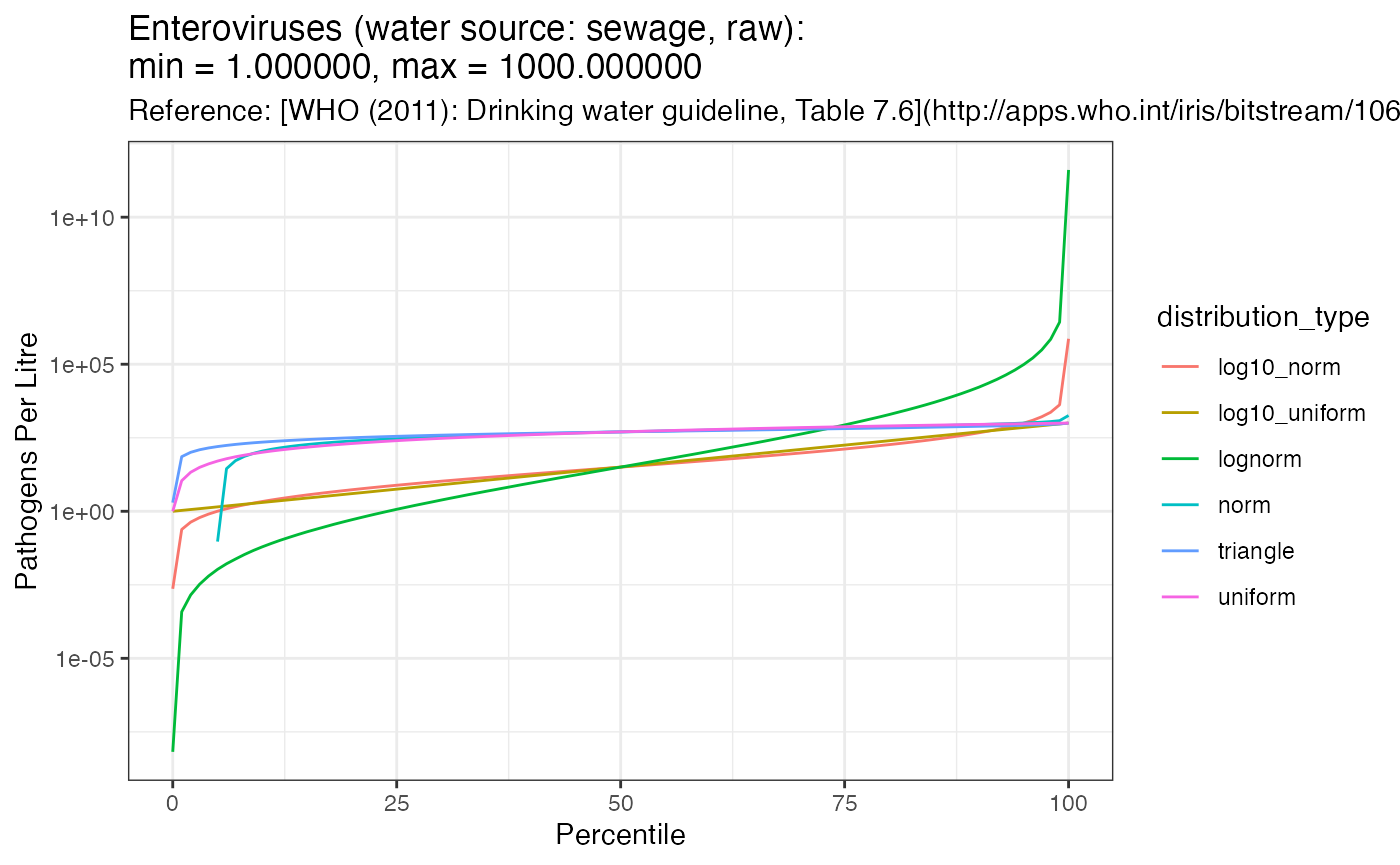 Enteroviruses (water source: sewage, raw):
min = 1.000000, max = 1000.000000
Reference: [WHO (2011): Drinking water guideline, Table 7.6](http://apps.who.int/iris/bitstream/106
Pathogens Per Litre
1e+10
1e+05
1e+00
1e-05
0 25 50 75 100
Percentile
distribution_type
log10_norm
log10_uniform
lognorm
norm
triangle
uniform